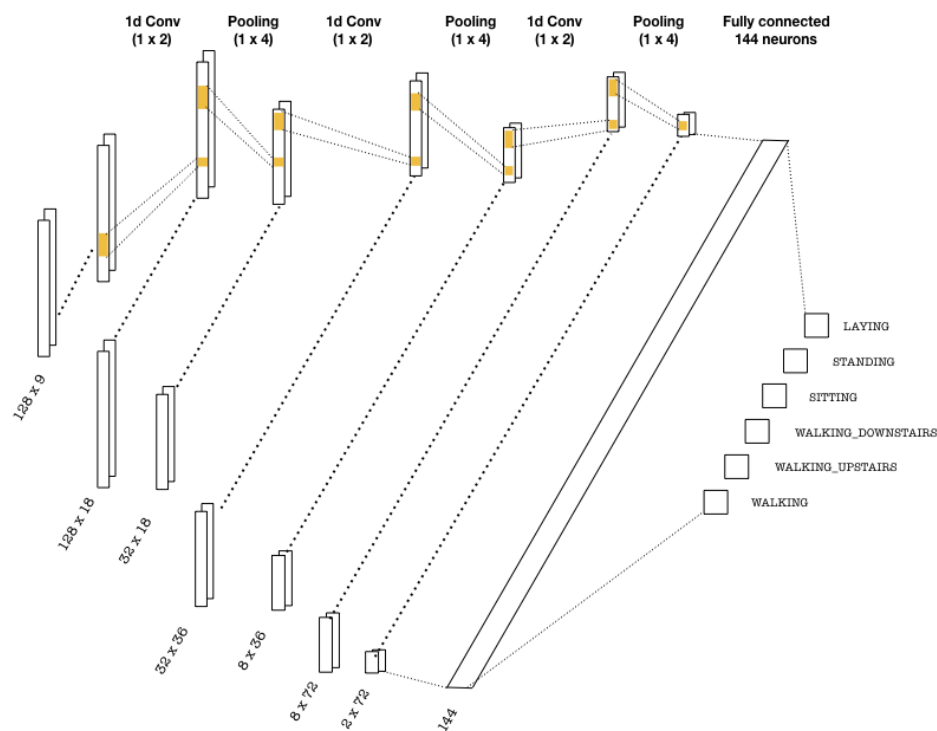 1d Conv
(1 x 2)
Pooling
(1 x 4)
1d Conv
(1 x 2)
Pooling
(1 x 4)
1d Conv
(1 x 2)
Pooling
(1 x 4)
Fully connected
144 neurons
LAYING
STANDING
SITTING
WALKING_DOWNSTAIRS
WALKING_UPSTAIRS
WALKING
128 x 9
128 x 18
32 x 18
32 x 36
8 x 36
8 x 72
2 x 72
144